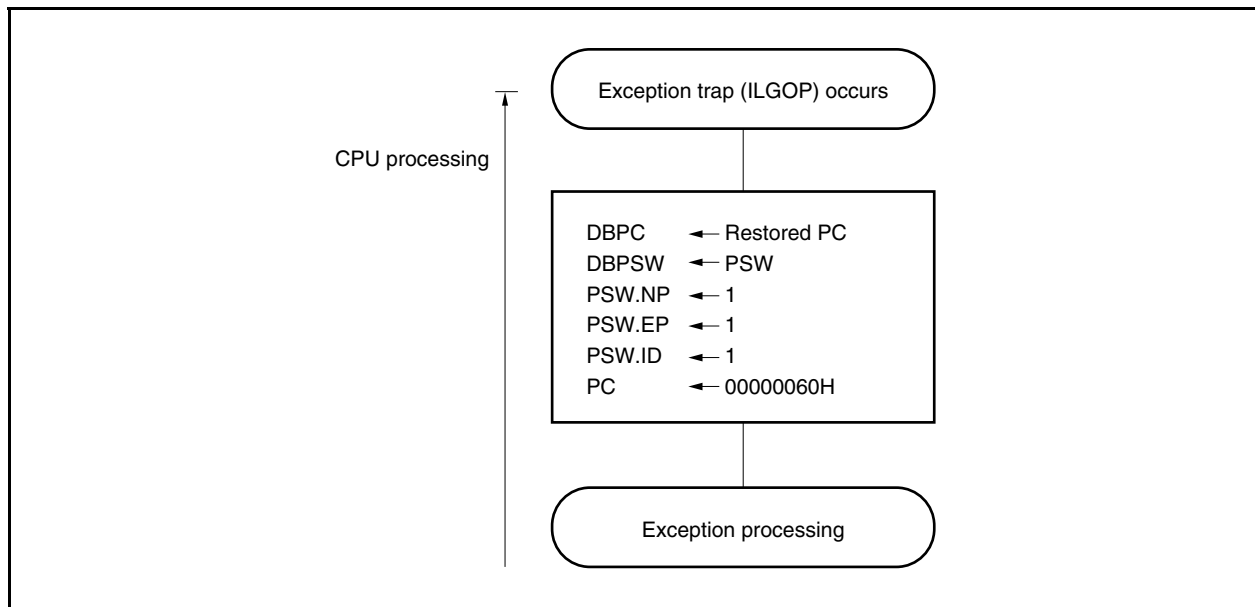 Exception trap (ILGOP) occurs
CPU processing
DBPC ← Restored PC
DBPSW ← PSW
PSW.NP ← 1
PSW.EP ← 1
PSW.ID ← 1
PC ← 00000060H
Exception processing